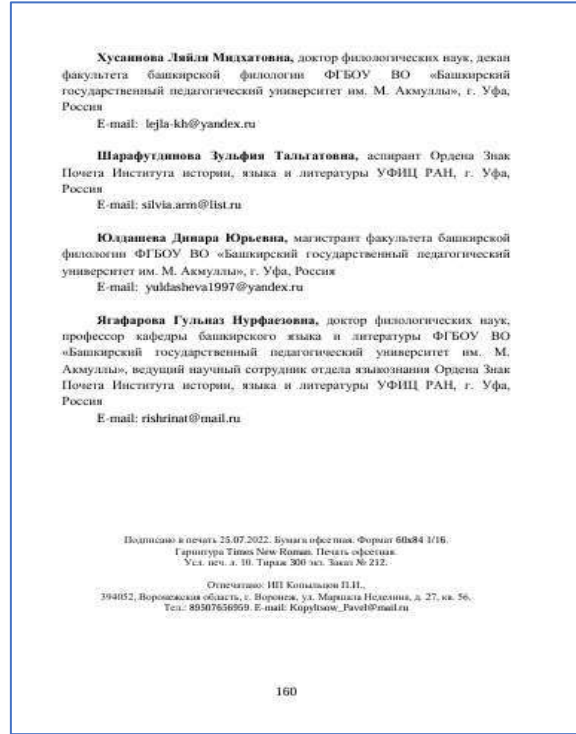 Хусаинова Ляйля Мидхатовна, доктор филологических наук, декан
факультета башкирской филологии ФГБОУ ВО «Башкирский
государственный педагогический университет им. М. Акмуллы», г. Уфа,
Россия
E-mail: lejla-kh@yandex.ru
Шарафутдинова Зульфия Тальгатовна, аспирант Ордена Знак
Почета Института истории, языка и литературы УФИЦ РАН, г. Уфа,
Россия
E-mail: silvia.arm@list.ru
Юлдашева Динара Юрьевна, магистрант факультета башкирской
филологии ФГБОУ ВО «Башкирский государственный педагогический
университет им. М. Акмуллы», г. Уфа, Россия
E-mail: yuldasheva1997@yandex.ru
Ягафарова Гульназ Нурфаезовна, доктор филологических наук,
профессор кафедры башкирского языка и литературы ФГБОУ ВО
«Башкирский государственный педагогический университет им. М.
Акмуллы», ведущий научный сотрудник отдела языкознания Ордена Знак
Почета Института истории, языка и литературы УФИЦ РАН, г. Уфа,
Россия
E-mail: rishrinat@mail.ru
Подписано в печать 25.07.2022. Бумага офсетная. Формат 60x84 1/16.
Гарнитура Times New Roman. Печать офсетная.
Усл. печ. л. 10. Тираж 300 экз. Заказ № 212.
Отпечатано: ИП Копыльцов П.И.,
394052, Воронежская область, г. Воронеж, ул. Маршала Неделина, д. 27, кв. 56.
Тел.: 89507656959. E-mail: Kopyltsow_Pavel@mail.ru
160